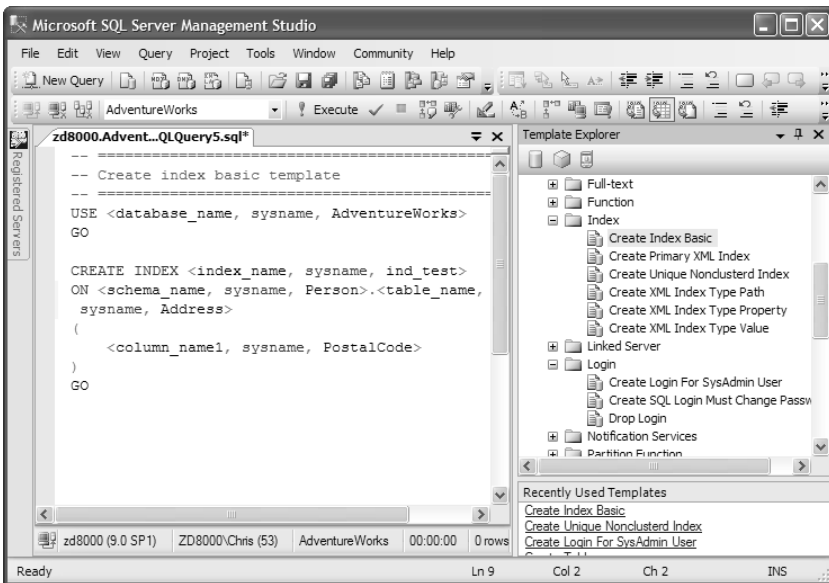 Microsoft SQL Server Management Studio
File Edit View Query Project Tools Window Community Help
New Query
AdventureWorks Execute
Registered Servers
zd8000.Advent...QLQuery5.sql*
-- =============================================
-- Create index basic template
-- =============================================
USE <database_name, sysname, AdventureWorks>
GO
CREATE INDEX <index_name, sysname, ind_test>
ON <schema_name, sysname, Person>.<table_name,
sysname, Address>
(
<column_name1, sysname, PostalCode>
)
GO
Template Explorer
Full-text
Function
Index
Create Index Basic
Create Primary XML Index
Create Unique Nonclusterd Index
Create XML Index Type Path
Create XML Index Type Property
Create XML Index Type Value
Linked Server
Login
Create Login For SysAdmin User
Create SQL Login Must Change Passw
Drop Login
Notification Services
Partition Function
Recently Used Templates
Create Index Basic
Create Unique Nonclusterd Index
Create Login For SysAdmin User
zd8000 (9.0 SP1) ZD8000\Chris (53) AdventureWorks 00:00:00 0 rows
Ready Ln 9 Col 2 Ch 2 INS